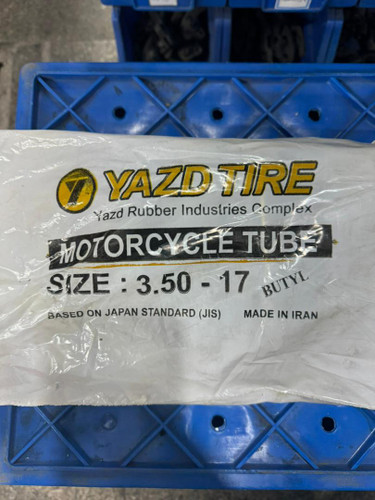 YAZD TIRE
Yazd Rubber Industries Complex
MOTORCYCLE TUBE
SIZE : 3.50 - 17 BUTYL
BASED ON JAPAN STANDARD (JIS) MADE IN IRAN